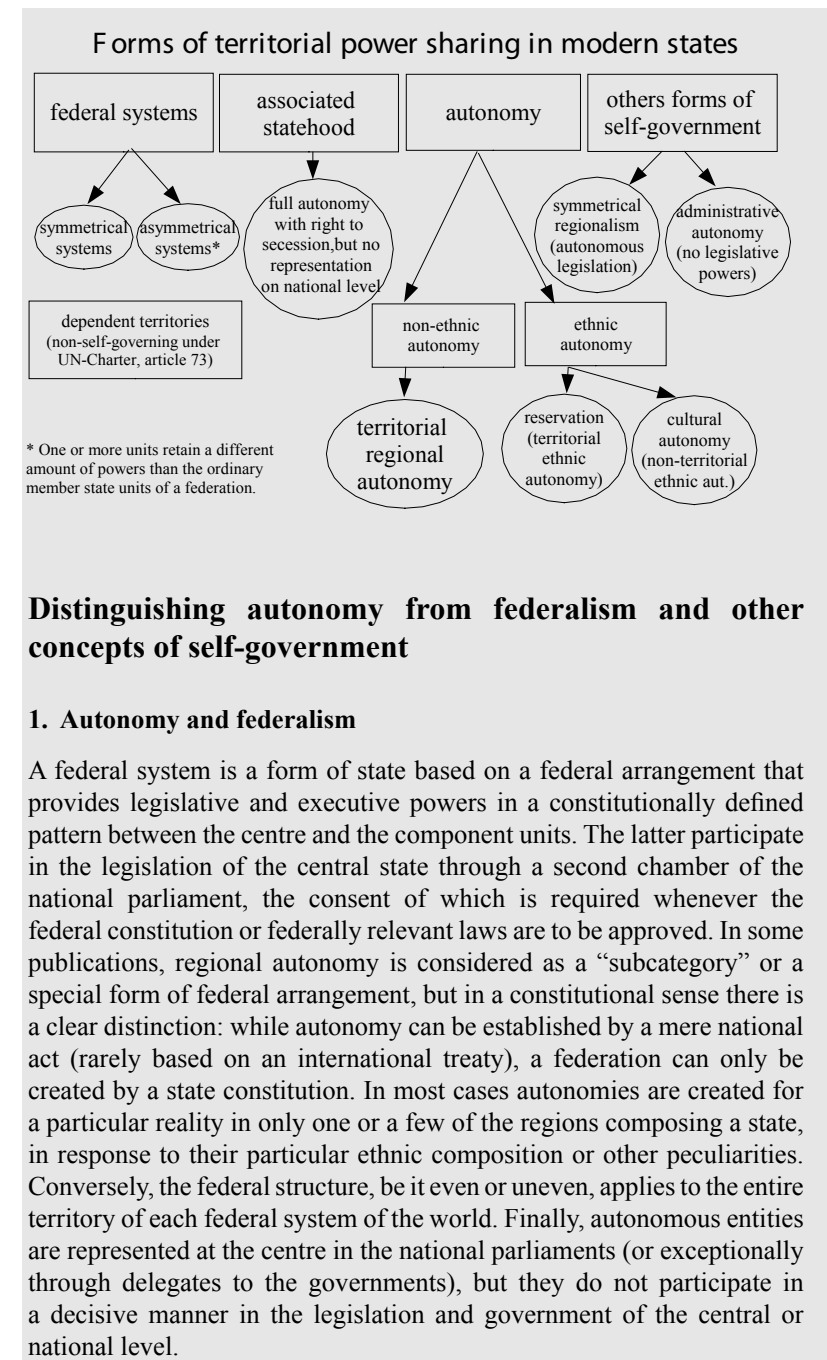 Forms of territorial power sharing in modern states
federal systems
associated
statehood
autonomy
others forms of
self-government
symmetrical
systems
asymmetrical
systems*
full autonomy
with right to
secession,but no
representation
on national level
symmetrical
regionalism
(autonomous
legislation)
administrative
autonomy
(no legislative
powers)
dependent territories
(non-self-governing under
UN-Charter, article 73)
non-ethnic
autonomy
ethnic
autonomy
territorial
regional
autonomy
reservation
(territorial
ethnic
autonomy)
cultural
autonomy
(non-territorial
ethnic aut.)
* One or more units retain a different
amount of powers than the ordinary
member state units of a federation.
Distinguishing autonomy from federalism and other
concepts of self-government
1. Autonomy and federalism
A federal system is a form of state based on a federal arrangement that
provides legislative and executive powers in a constitutionally defined
pattern between the centre and the component units. The latter participate
in the legislation of the central state through a second chamber of the
national parliament, the consent of which is required whenever the
federal constitution or federally relevant laws are to be approved. In some
publications, regional autonomy is considered as a “subcategory” or a
special form of federal arrangement, but in a constitutional sense there is
a clear distinction: while autonomy can be established by a mere national
act (rarely based on an international treaty), a federation can only be
created by a state constitution. In most cases autonomies are created for
a particular reality in only one or a few of the regions composing a state,
in response to their particular ethnic composition or other peculiarities.
Conversely, the federal structure, be it even or uneven, applies to the entire
territory of each federal system of the world. Finally, autonomous entities
are represented at the centre in the national parliaments (or exceptionally
through delegates to the governments), but they do not participate in
a decisive manner in the legislation and government of the central or
national level.